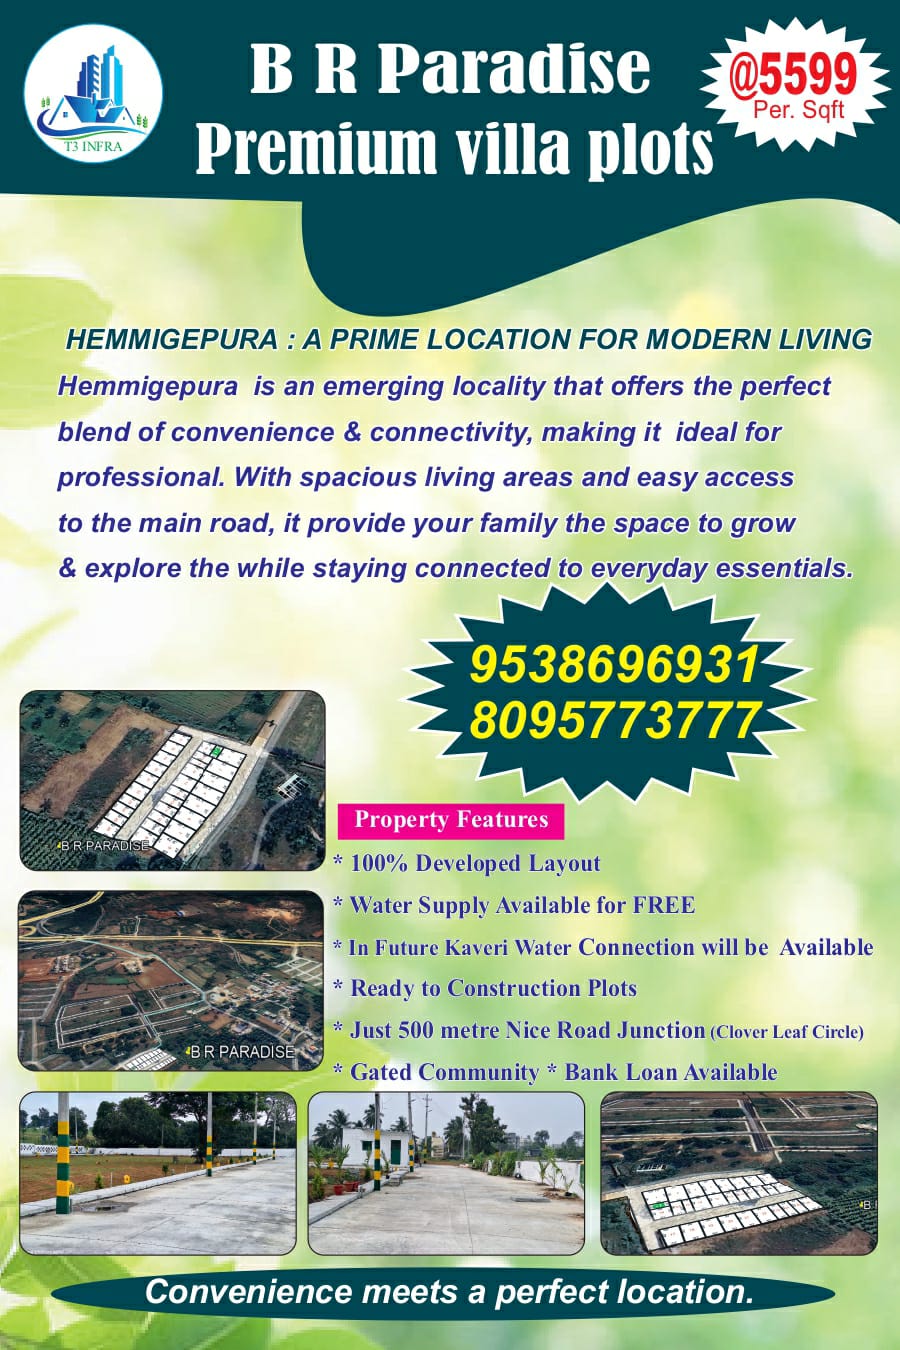 T3 INFRA
B R Paradise
Premium villa plots
@5599
Per. Sqft
HEMMIGEPURA : A PRIME LOCATION FOR MODERN LIVING
Hemmigepura is an emerging locality that offers the perfect
blend of convenience & connectivity, making it ideal for
professional. With spacious living areas and easy access
to the main road, it provide your family the space to grow
& explore the while staying connected to everyday essentials.
9538696931
8095773777
B R PARADISE
B R PARADISE
Property Features
* 100% Developed Layout
* Water Supply Available for FREE
* In Future Kaveri Water Connection will be Available
* Ready to Construction Plots
* Just 500 metre Nice Road Junction (Clover Leaf Circle)
* Gated Community * Bank Loan Available
Convenience meets a perfect location.